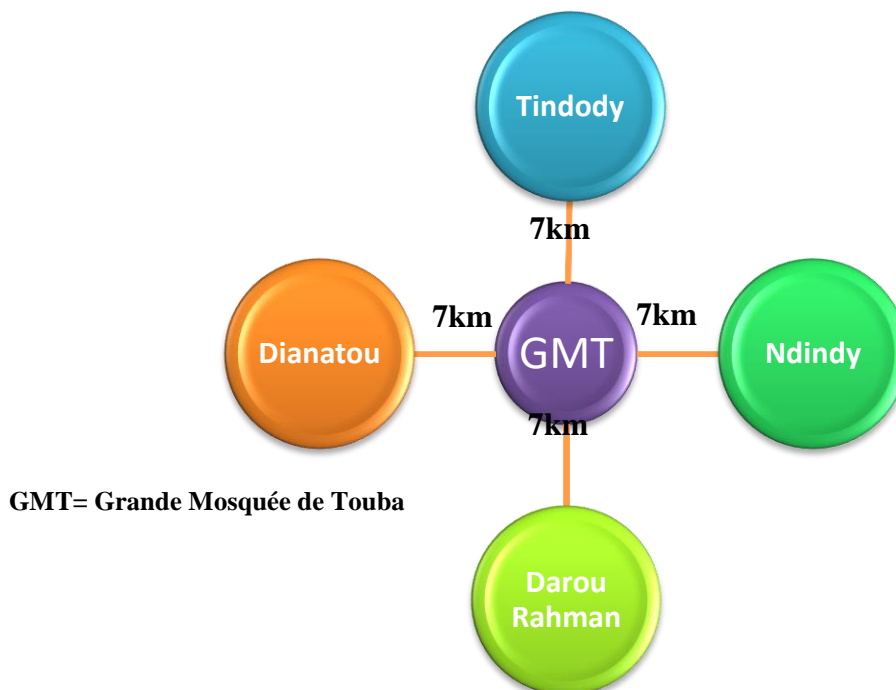 Tindody
7km
7km
7km
Dianatou
GMT
Ndindy
7km
GMT= Grande Mosquée de Touba
Darou
Rahman